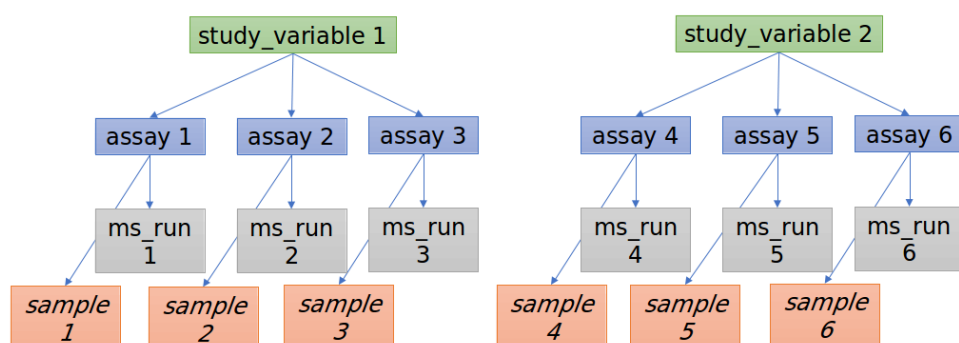 study_variable 1
study_variable 2
assay 1
assay 2
assay 3
assay 4
assay 5
assay 6
ms_run
1
ms_run
2
ms_run
3
ms_run
4
ms_run
5
ms_run
6
sample
1
sample
2
sample
3
sample
4
sample
5
sample
6